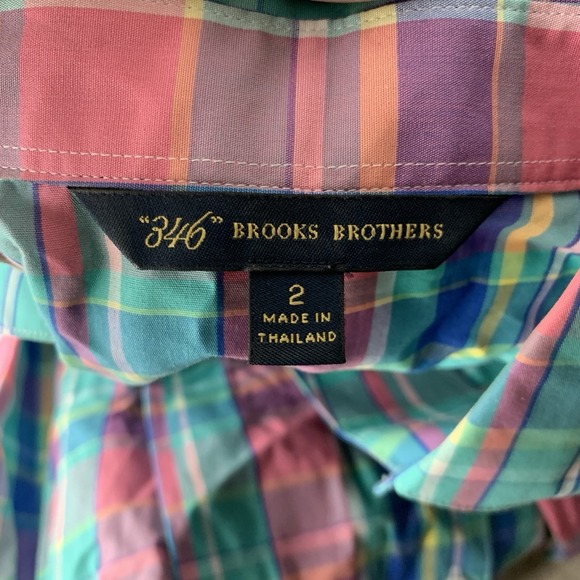 "346" BROOKS BROTHERS
2
MADE IN
THAILAND